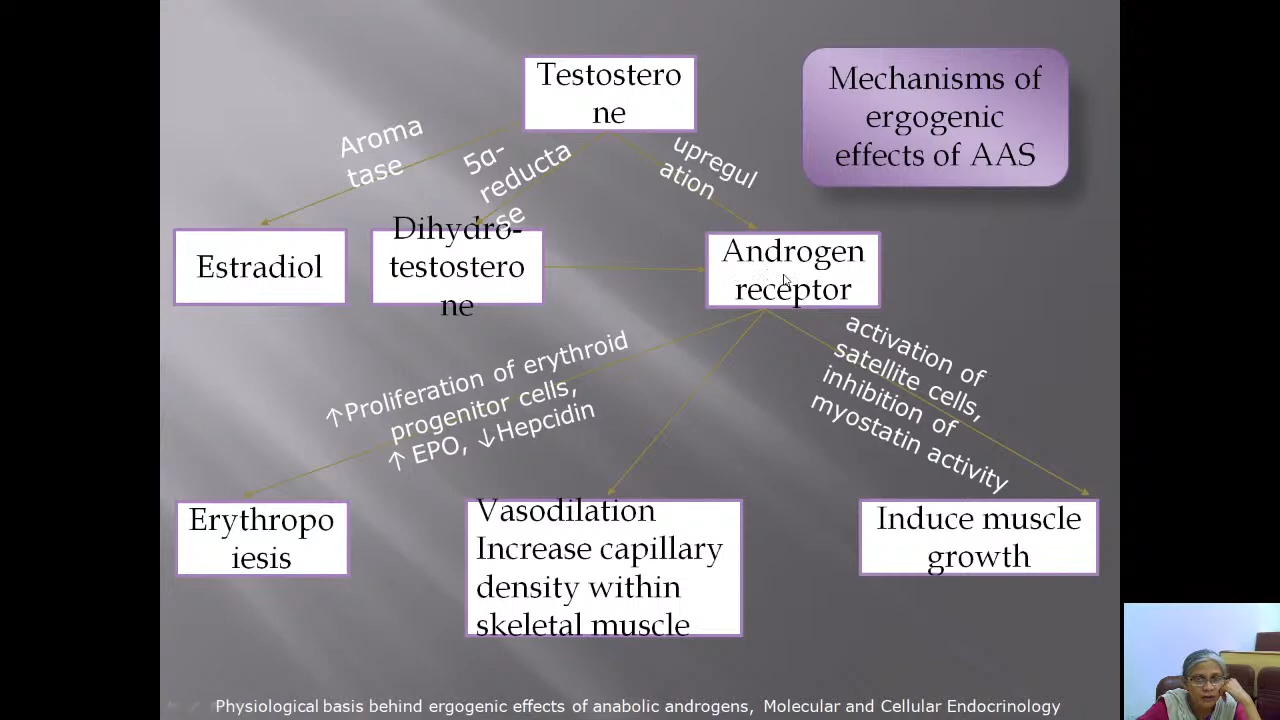 Mechanisms of
ergogenic
effects of AAS
Testostero
ne
Aroma
tase
5α-
reducta
se
upregul
ation
Estradiol
Dihydro-
testostero
ne
Androgen
receptor
↑Proliferation of erythroid
progenitor cells,
↑ EPO, ↓Hepcidin
activation of
satellite cells,
inhibition of
myostatin activity
Erythropo
iesis
Vasodilation
Increase capillary
density within
skeletal muscle
Induce muscle
growth
Physiological basis behind ergogenic effects of anabolic androgens, Molecular and Cellular Endocrinology